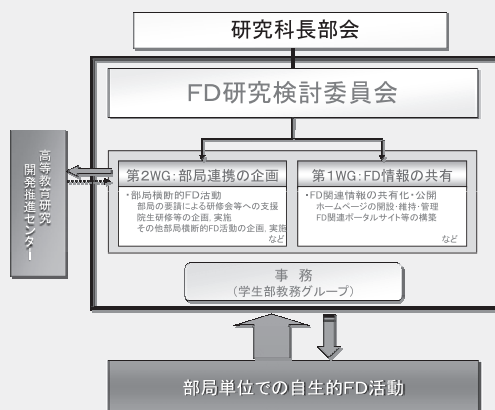 研究科長部会
FD研究検討委員会
高等教育研究
開発推進センター
第2WG:部局連携の企画
・部局横断的FD活動
部局の要請による研修会等への支援
院生研修等の企画、実施
その他部局横断的FD活動の企画、実施
など
第1WG:FD情報の共有
・FD関連情報の共有化・公開
ホームページの開設・維持・管理
FD関連ポータルサイト等の構築
など
事 務
(学生部教務グループ)
部局単位での自生的FD活動